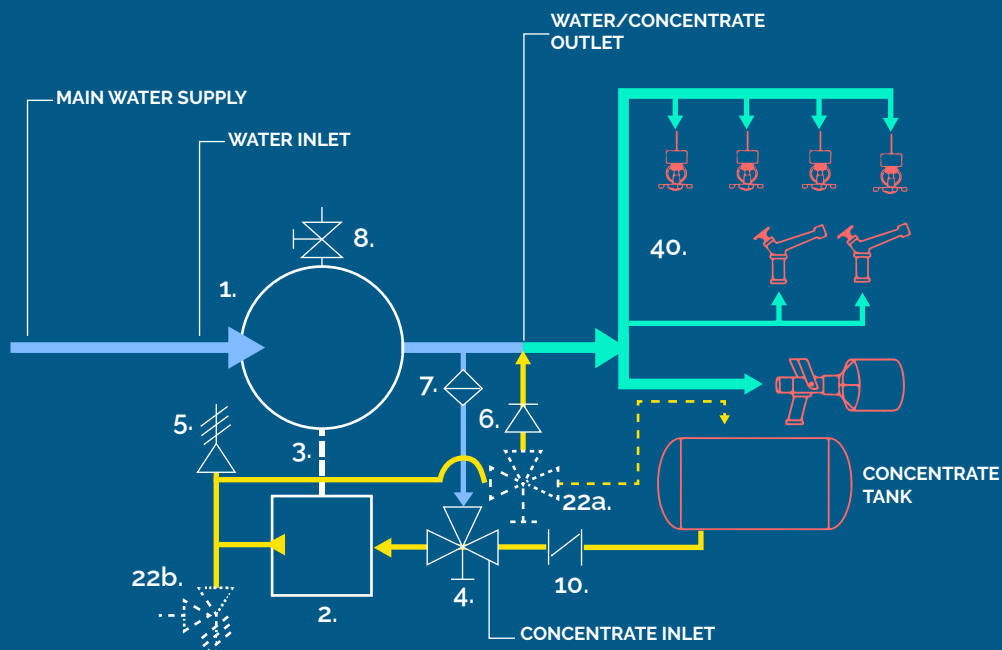 WATER/CONCENTRATE
OUTLET
MAIN WATER SUPPLY
WATER INLET
8.
40.
1.
7.
6.
5.
3.
22a.
CONCENTRATE
TANK
22b.
10.
4.
2.
CONCENTRATE INLET